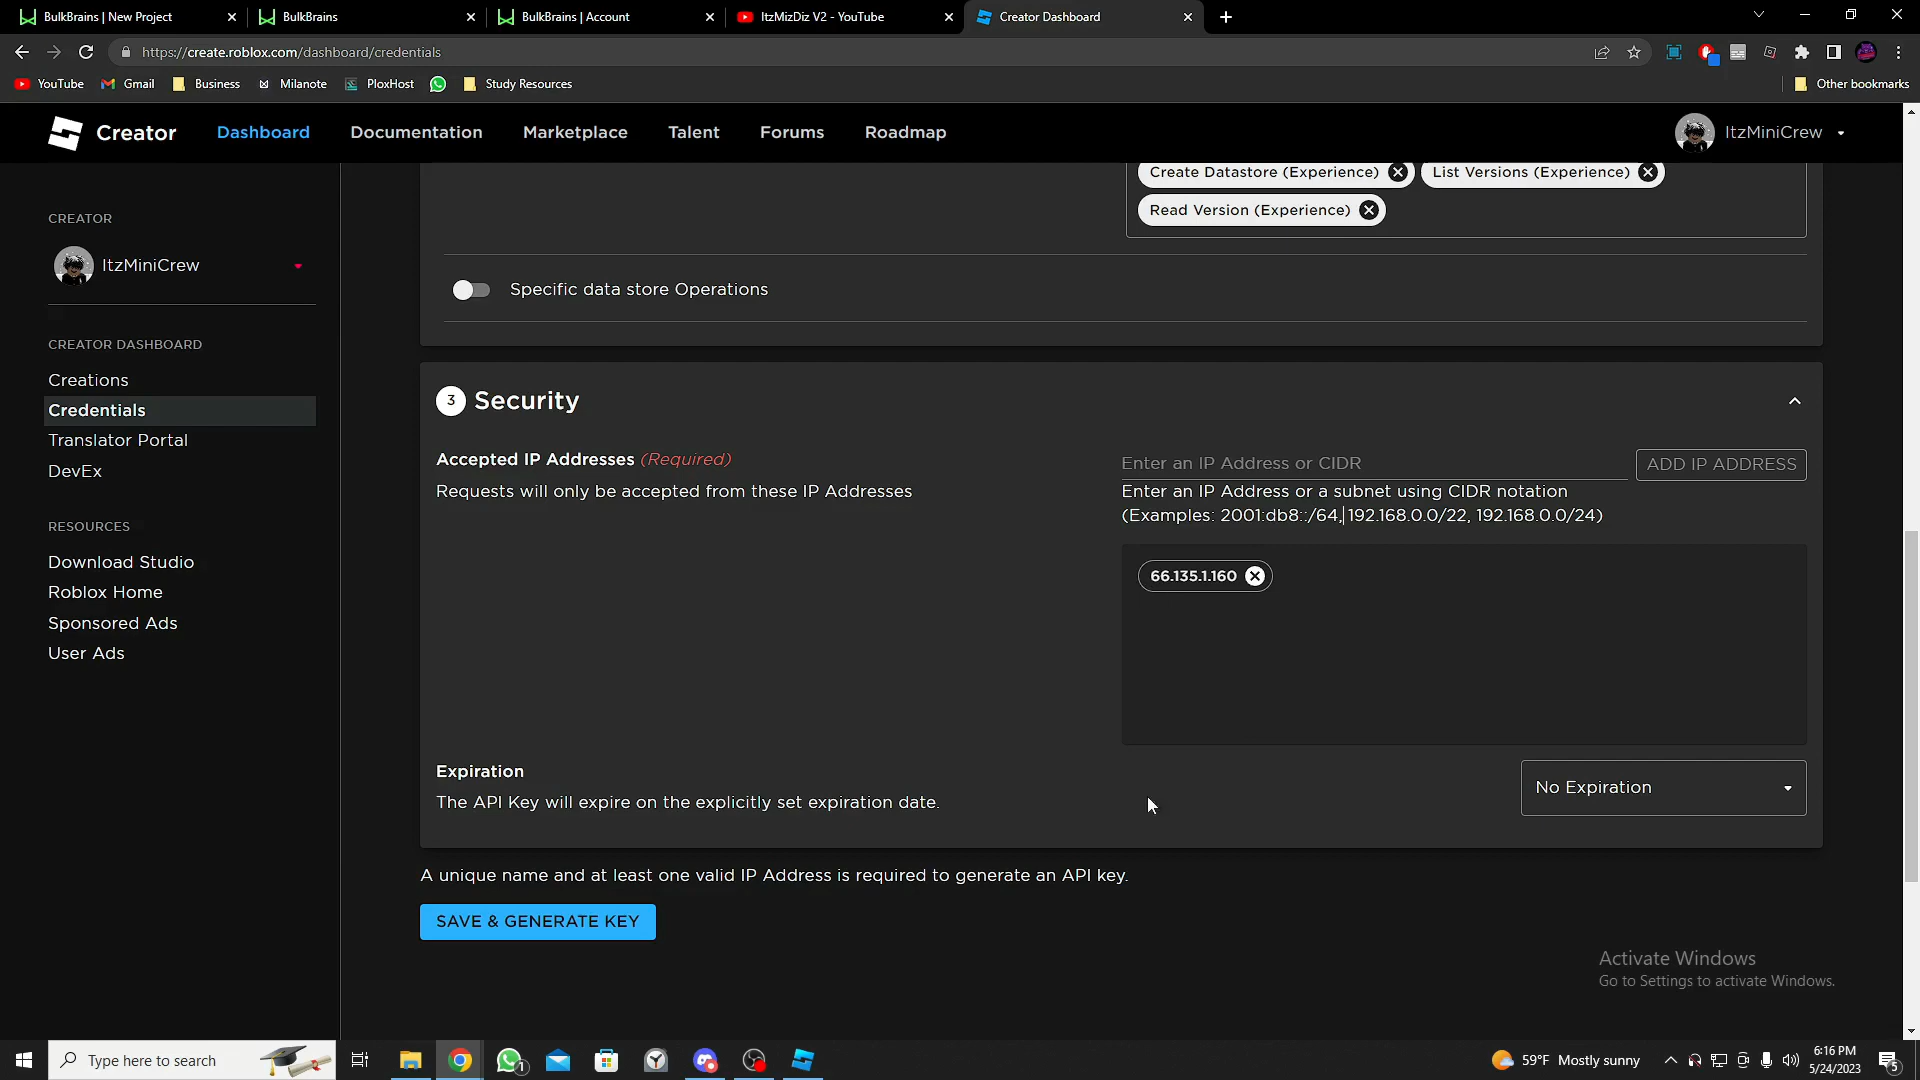 BulkBrains | New Project
BulkBrains
BulkBrains | Account
ItzMizDiz V2 - YouTube
Creator Dashboard
https://create.roblox.com/dashboard/credentials
YouTube
Gmail
Business
Milanote
PloxHost
Study Resources
Other bookmarks
Creator
Dashboard
Documentation
Marketplace
Talent
Forums
Roadmap
ItzMiniCrew
CREATOR
ItzMiniCrew
CREATOR DASHBOARD
Creations
Credentials
Translator Portal
DevEx
RESOURCES
Download Studio
Roblox Home
Sponsored Ads
User Ads
Create Datastore (Experience)
List Versions (Experience)
Read Version (Experience)
Specific data store Operations
3 Security
Accepted IP Addresses (Required)
Requests will only be accepted from these IP Addresses
Enter an IP Address or CIDR
ADD IP ADDRESS
Enter an IP Address or a subnet using CIDR notation
(Examples: 2001:db8::/64, 192.168.0.0/22, 192.168.0.0/24)
66.135.1.160
Expiration
The API Key will expire on the explicitly set expiration date.
No Expiration
A unique name and at least one valid IP Address is required to generate an API key.
SAVE & GENERATE KEY
Activate Windows
Go to Settings to activate Windows.
Type here to search
1
59°F Mostly sunny
6:16 PM
5/24/2023
5